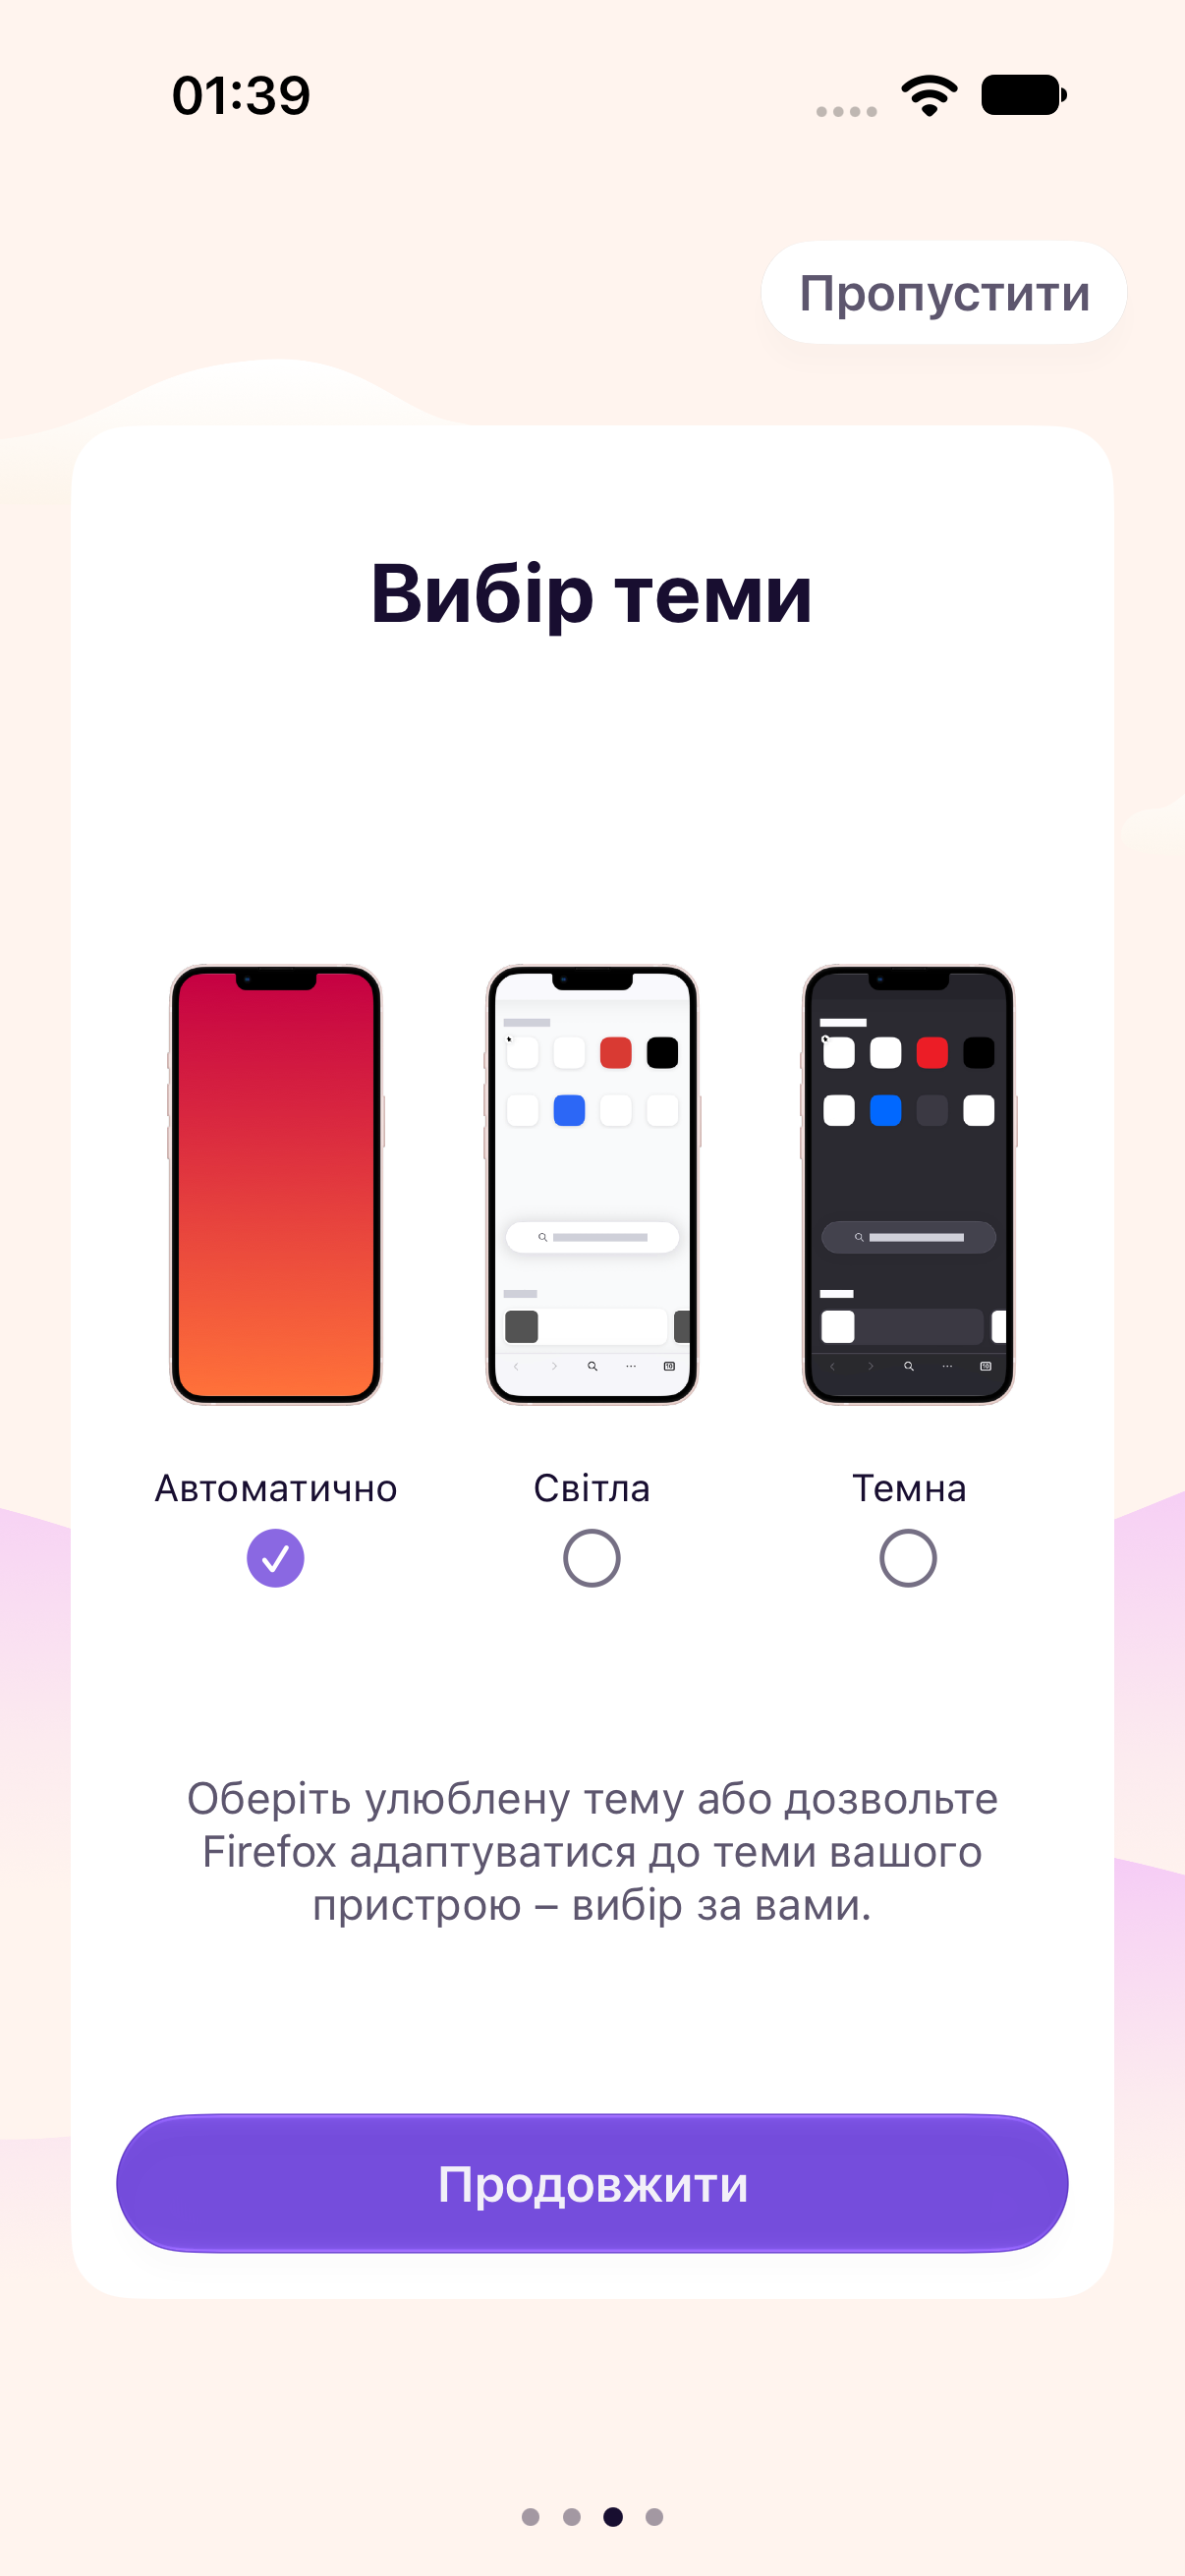 01:39
Пропустити
Вибір теми
Автоматично
Світла
Темна
Оберіть улюблену тему або дозвольте
Firefox адаптуватися до теми вашого
пристрою – вибір за вами.
Продовжити